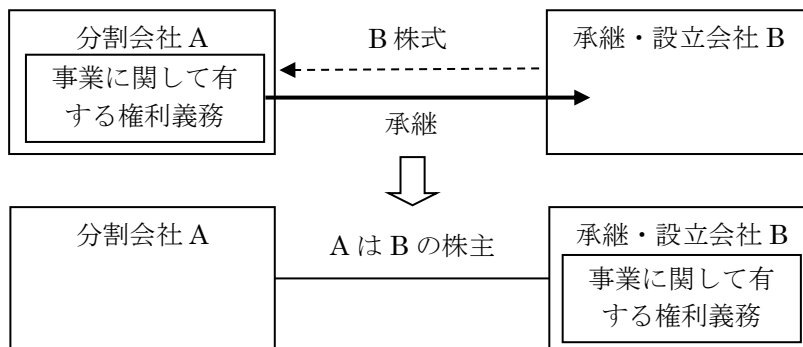 分割会社 A
B 株式
承継・設立会社 B
事業に関して有
する権利義務
承継
分割会社 A
A は B の株主
承継・設立会社 B
事業に関して有
する権利義務